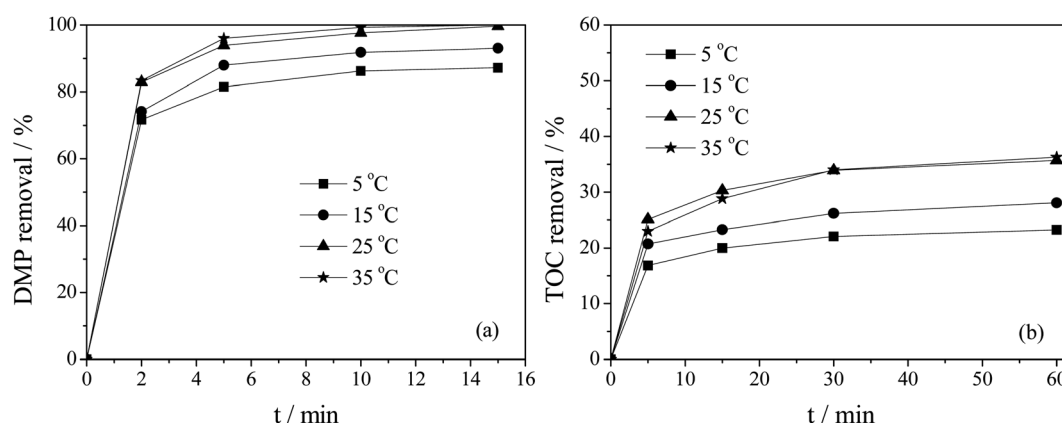 100
80
60
40
20
0
DMP removal / %
5 °C
15 °C
25 °C
35 °C
(a)
0 2 4 6 8 10 12 14 16
t / min
60
50
40
30
20
10
0
TOC removal / %
5 °C
15 °C
25 °C
35 °C
(b)
0 10 20 30 40 50 60
t / min